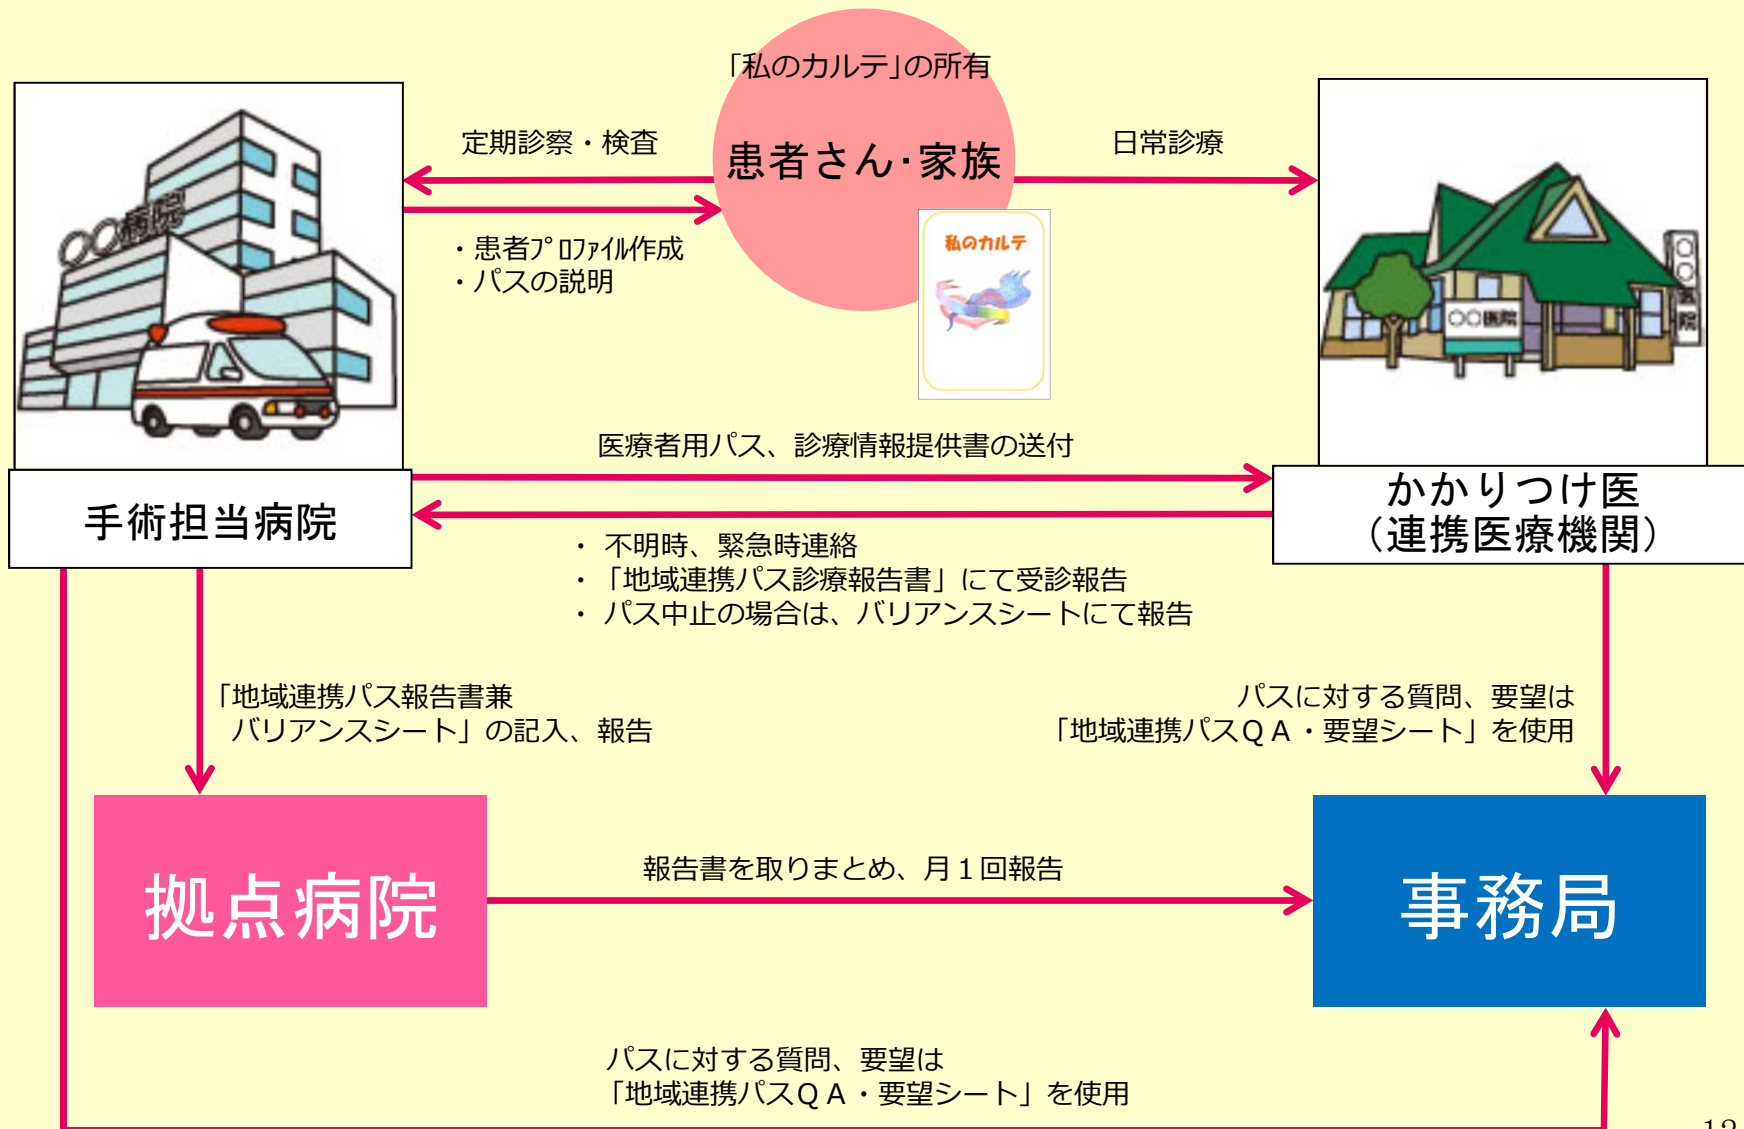 「私のカルテ」の所有
患者さん・家族
定期診察・検査
日常診療
・患者ﾌﾟﾛﾌｧｲﾙ作成
・パスの説明
私のカルテ
〇〇病院
〇〇医院
医療者用パス、診療情報提供書の送付
手術担当病院
かかりつけ医
（連携医療機関）
・ 不明時、緊急時連絡
・「地域連携パス診療報告書」にて受診報告
・ パス中止の場合は、バリアンスシートにて報告
「地域連携パス報告書兼
バリアンスシート」の記入、報告
パスに対する質問、要望は
「地域連携パスＱＡ・要望シート」を使用
拠点病院
報告書を取りまとめ、月１回報告
事務局
パスに対する質問、要望は
「地域連携パスＱＡ・要望シート」を使用